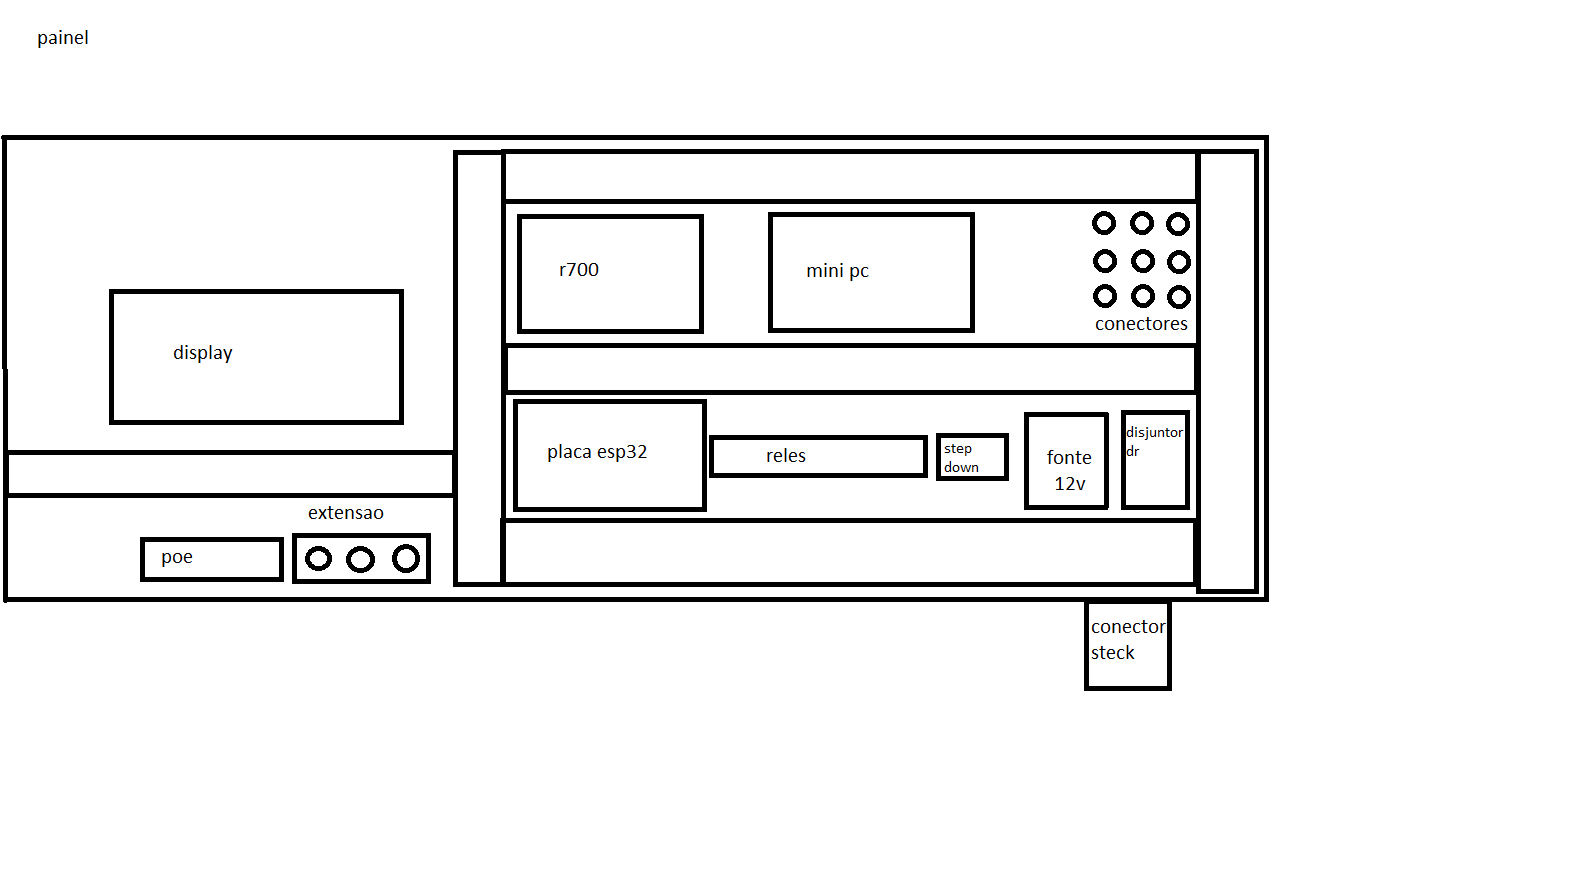 painel
r700
mini pc
conectores
display
placa esp32
reles
step
down
fonte
12v
disjuntor
dr
extensao
poe
conector
steck